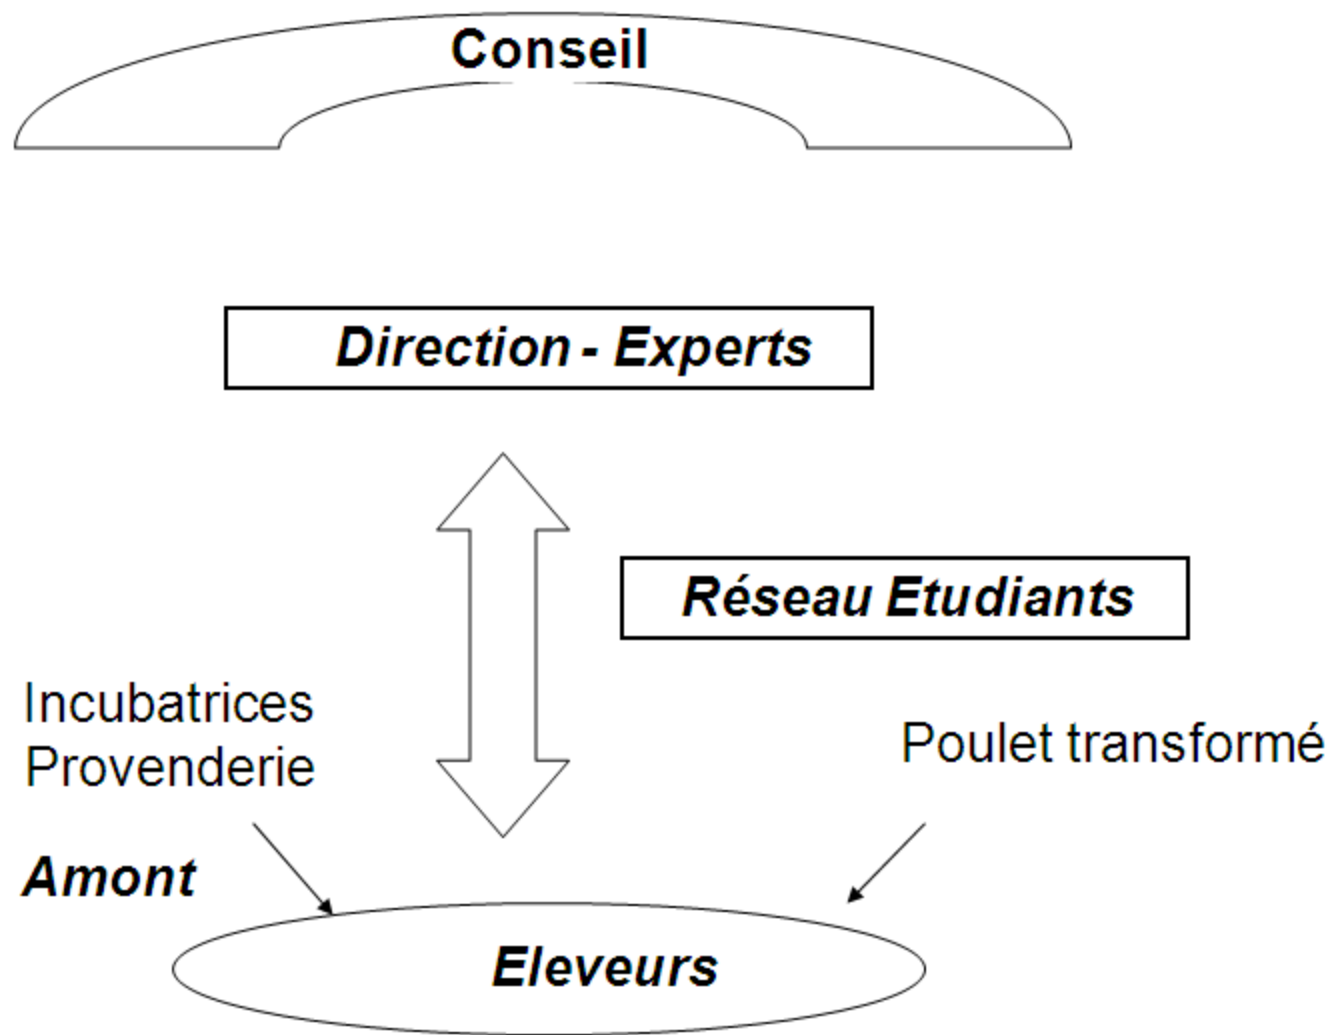 Conseil
Direction - Experts
Réseau Etudiants
Incubatrices
Provenderie
Poulet transformé
Amont
Eleveurs